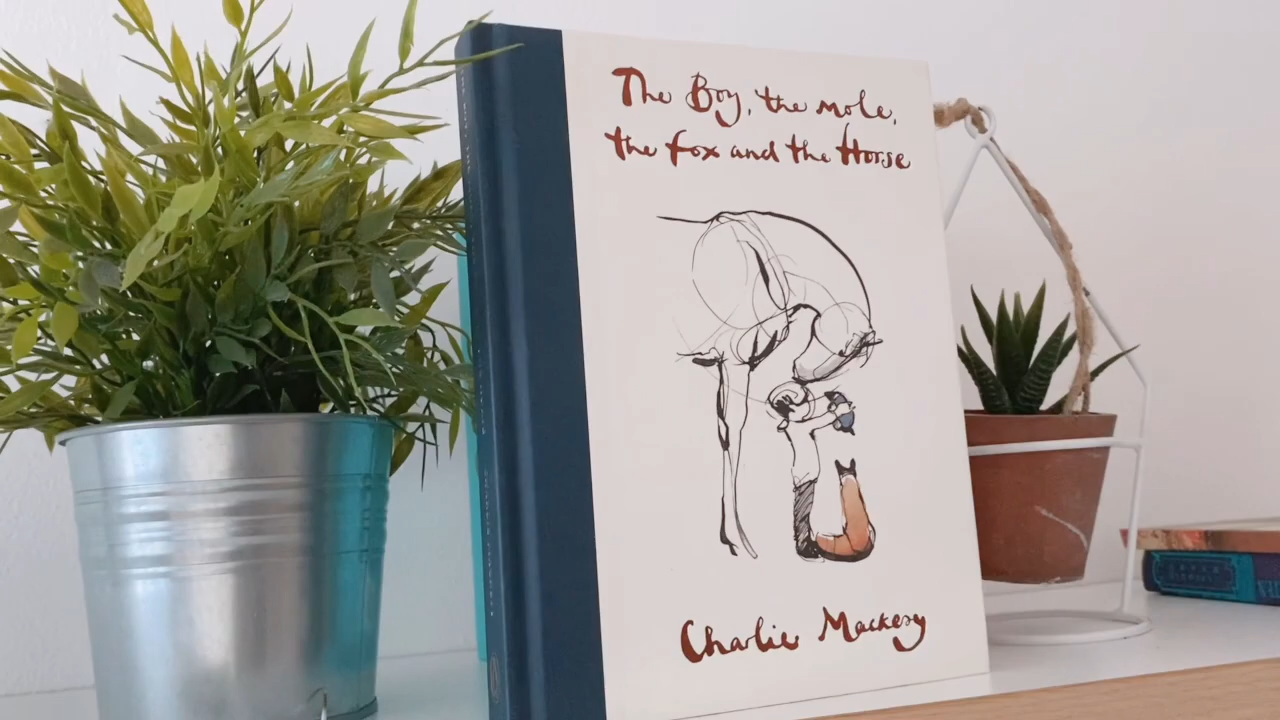 The Boy, the mole,
the fox and the Horse
Charlie Mackesy